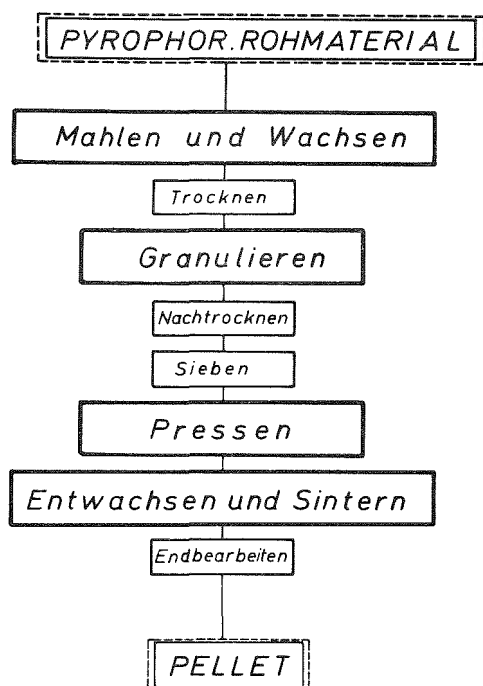 PYROPHOR.ROHMATERIAL
Mahlen und Wachsen
Trocknen
Granulieren
Nachtrocknen
Sieben
Pressen
Entwachsen und Sintern
Endbearbeiten
PELLET